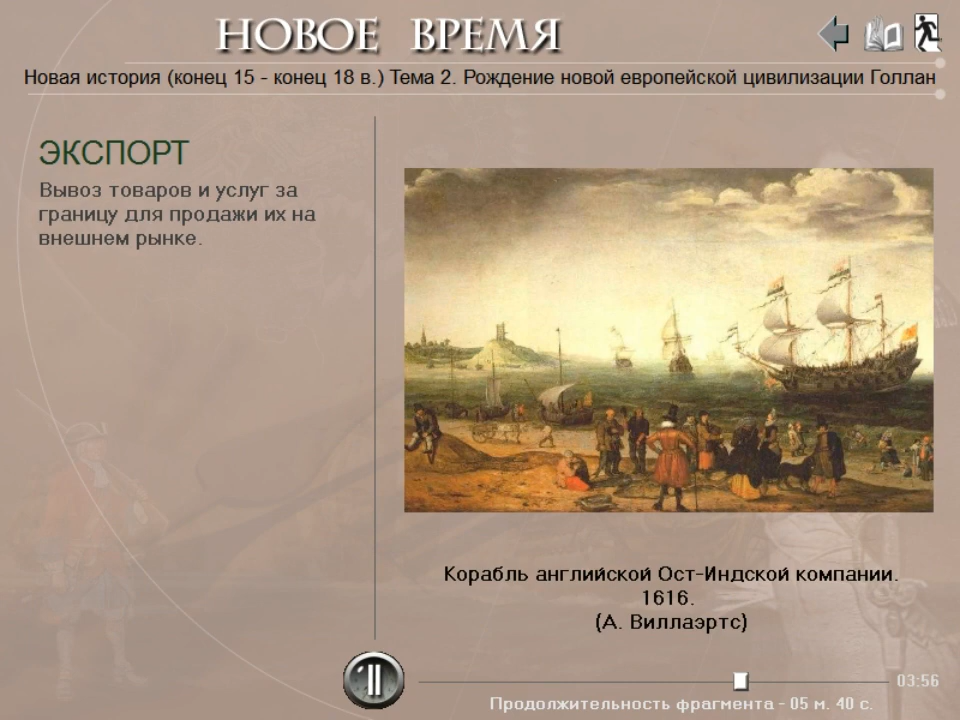 НОВОЕ ВРЕМЯ
Новая история (конец 15 - конец 18 в.) Тема 2. Рождение новой европейской цивилизации Голлан
ЭКСПОРТ
Вывоз товаров и услуг за
границу для продажи их на
внешнем рынке.
Корабль английской Ост-Индской компании.
1616.
(А. Виллаэртс)
03:56
Продолжительность фрагмента - 05 м. 40 с.